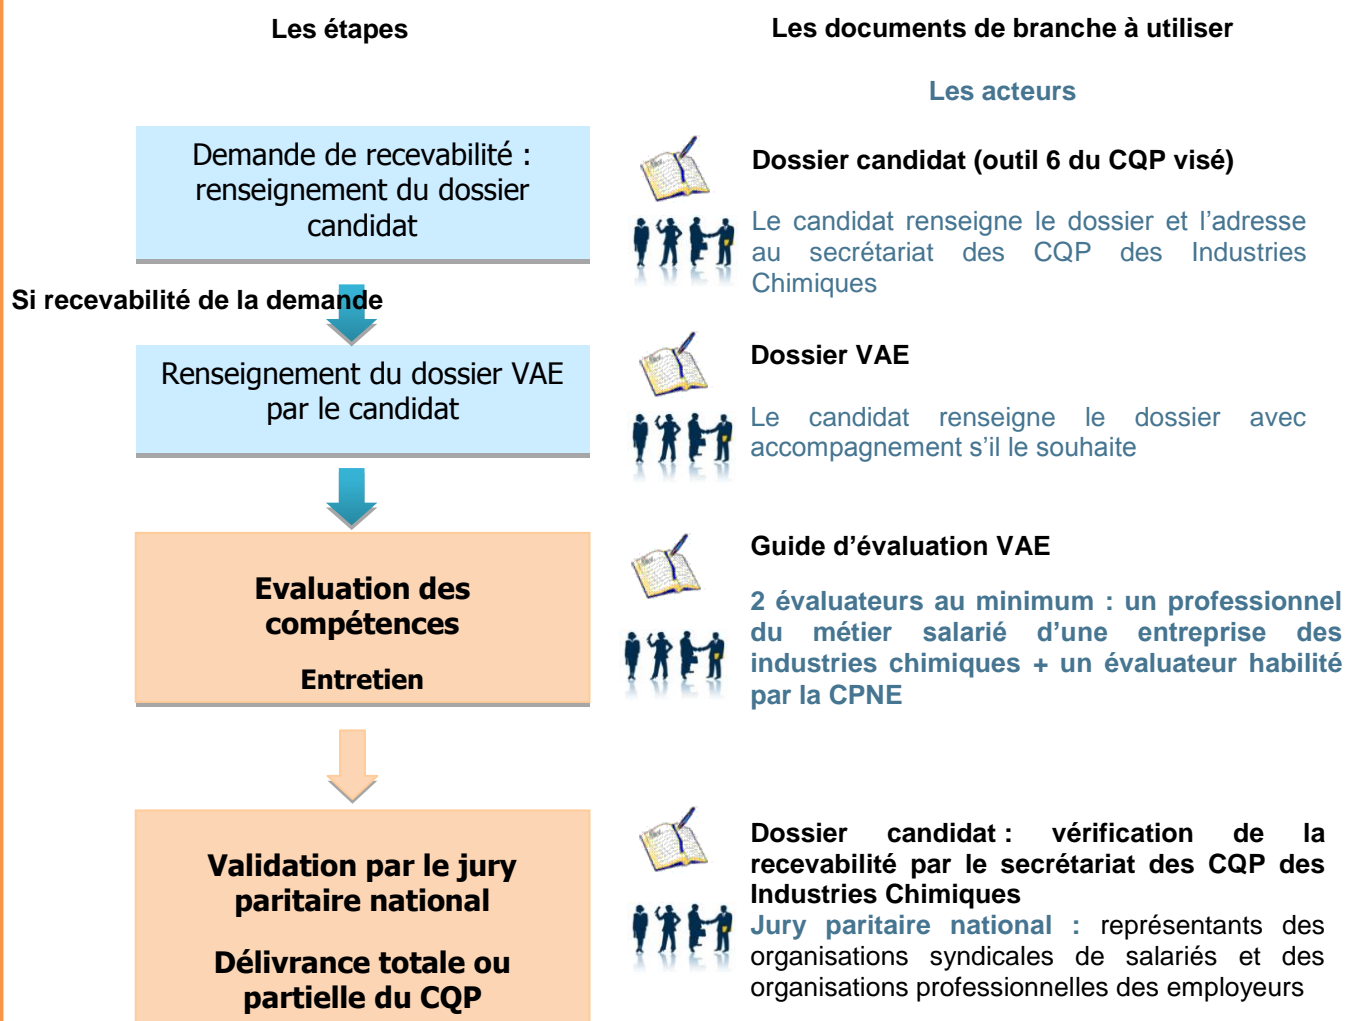 Les étapes
Les documents de branche à utiliser
Les acteurs
Demande de recevabilité :
renseignement du dossier
candidat
Dossier candidat (outil 6 du CQP visé)
Le candidat renseigne le dossier et l’adresse
au secrétariat des CQP des Industries
Chimiques
Si recevabilité de la demande
Renseignement du dossier VAE
par le candidat
Dossier VAE
Le candidat renseigne le dossier avec
accompagnement s’il le souhaite
Evaluation des
compétences
Entretien
Guide d’évaluation VAE
2 évaluateurs au minimum : un professionnel
du métier salarié d’une entreprise des
industries chimiques + un évaluateur habilité
par la CPNE
Validation par le jury
paritaire national
Délivrance totale ou
partielle du CQP
Dossier candidat : vérification de la
recevabilité par le secrétariat des CQP des
Industries Chimiques
Jury paritaire national : représentants des
organisations syndicales de salariés et des
organisations professionnelles des employeurs